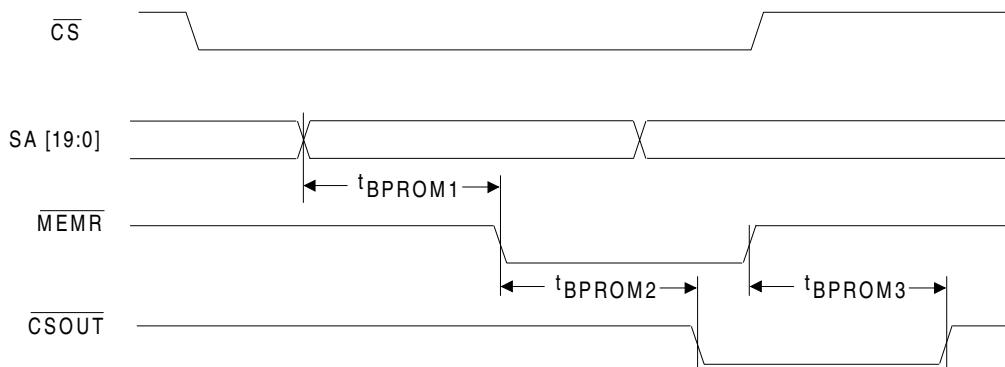 CS
SA [19:0]
tBPROM1
MEMR
tBPROM2
tBPROM3
CSOUT